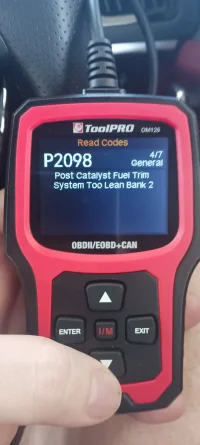 ToolPRO OM126
Read Codes
P2098 4/7
General
Post Catalyst Fuel Trim
System Too Lean Bank 2
OBDII/EOBD+CAN
ENTER I/M EXIT